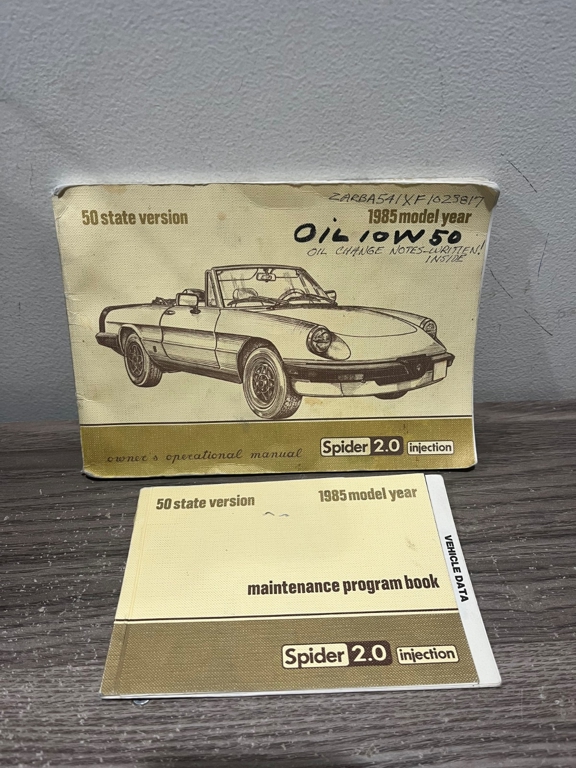 ZARBA541XF1023817
50 state version
1985 model year
OIL 10W50
OIL CHANGE NOTES-WRITTEN!
INSIDE
owner s operational manual
Spider 2.0 injection
50 state version
1985 model year
maintenance program book
VEHICLE DATA
Spider 2.0 injection